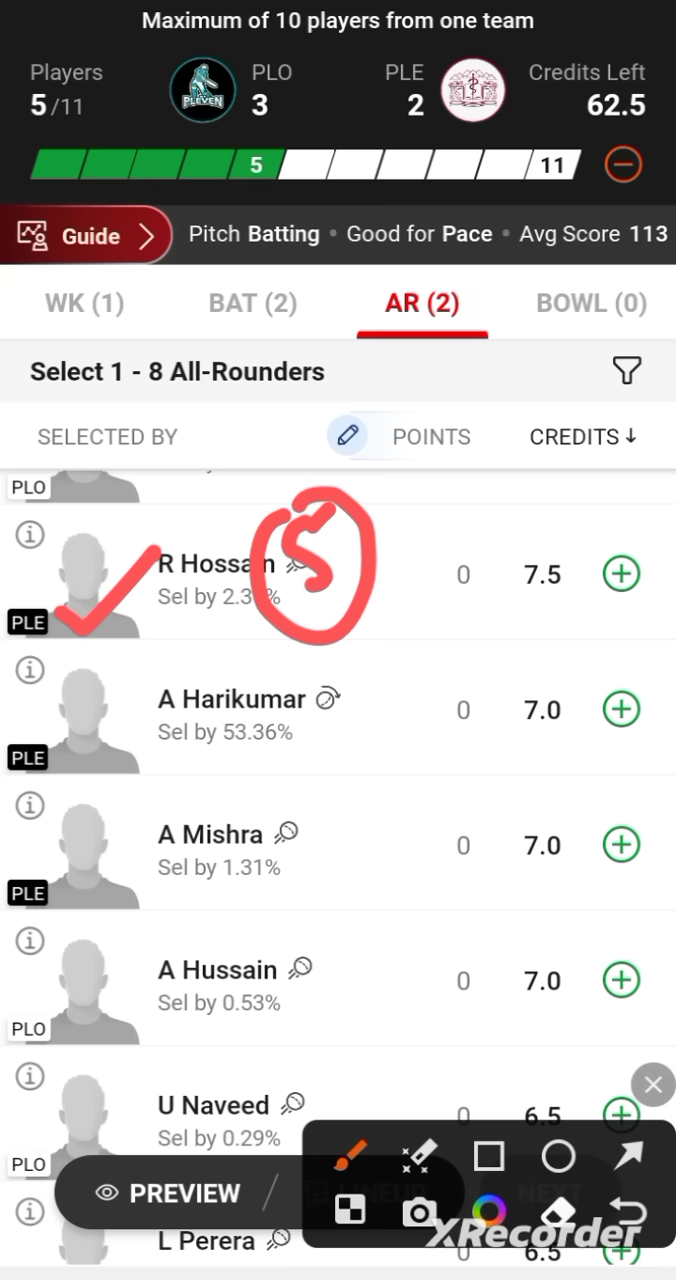 Maximum of 10 players from one team
Players PLO PLE Credits Left
5/11 PLEVEN 3 2 62.5
5 11
Guide Pitch Batting • Good for Pace • Avg Score 113
WK (1) BAT (2) AR (2) BOWL (0)
Select 1 - 8 All-Rounders
SELECTED BY POINTS CREDITS↓
PLO
R Hossain 5 0 7.5
Sel by 2.3 %
PLE
A Harikumar 0 7.0
Sel by 53.36%
PLE
A Mishra 0 7.0
Sel by 1.31%
PLE
A Hussain 0 7.0
Sel by 0.53%
PLO
U Naveed 0 6.5
Sel by 0.29%
PLO
PREVIEW LINEUP NEXT
XRecorder
L Perera 0 6.5